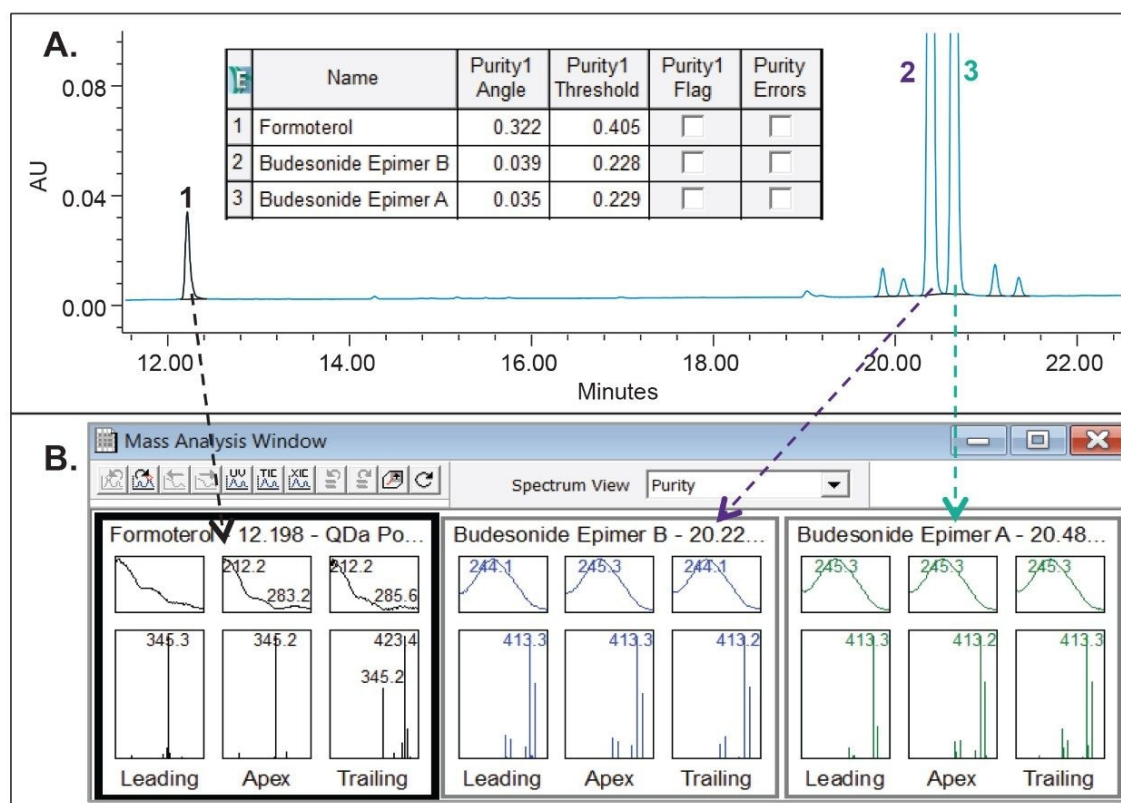 A.
0.08
0.04
0.00
AU
1
2
3
Name
Purity1 Angle
Purity1 Threshold
Purity1 Flag
Purity Errors
1 Formoterol 0.322 0.405
2 Budesonide Epimer B 0.039 0.228
3 Budesonide Epimer A 0.035 0.229
12.00 14.00 16.00 18.00 20.00 22.00
Minutes
B.
Mass Analysis Window
UV TIC XIC
Spectrum View Purity
Formoterol - 12.198 - QDa Po...
212.2
283.2
212.2
285.6
345.3
345.2
423.4
345.2
Leading Apex Trailing
Budesonide Epimer B - 20.22...
244.1 245.3 244.1
413.3 413.3 413.2
Leading Apex Trailing
Budesonide Epimer A - 20.48...
245.3 245.3 245.3
413.3 413.2 413.3
Leading Apex Trailing